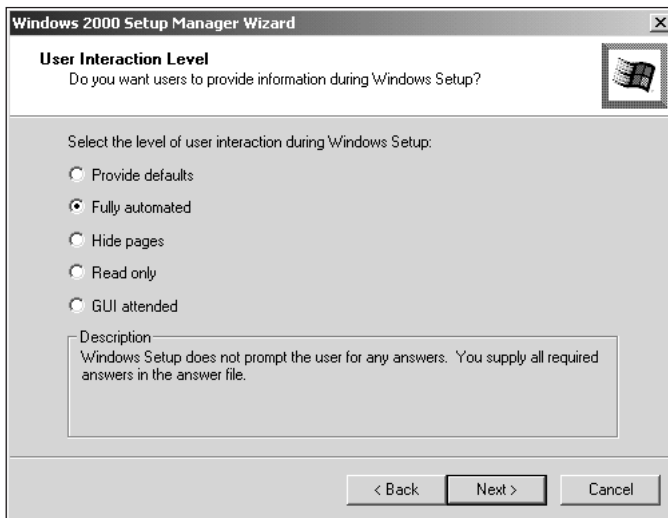 Windows 2000 Setup Manager Wizard
User Interaction Level
Do you want users to provide information during Windows Setup?
Select the level of user interaction during Windows Setup:
Provide defaults
Fully automated
Hide pages
Read only
GUI attended
Description
Windows Setup does not prompt the user for any answers. You supply all required
answers in the answer file.
< Back
Next >
Cancel